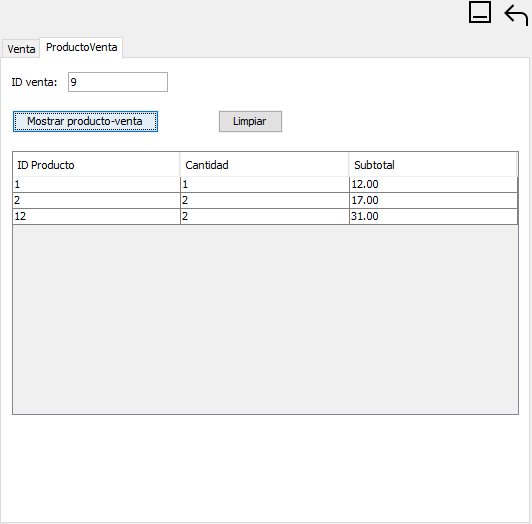 Venta ProductoVenta
ID venta: 9
Mostrar producto-venta Limpiar
ID Producto Cantidad Subtotal
1 1 12.00
2 2 17.00
12 2 31.00